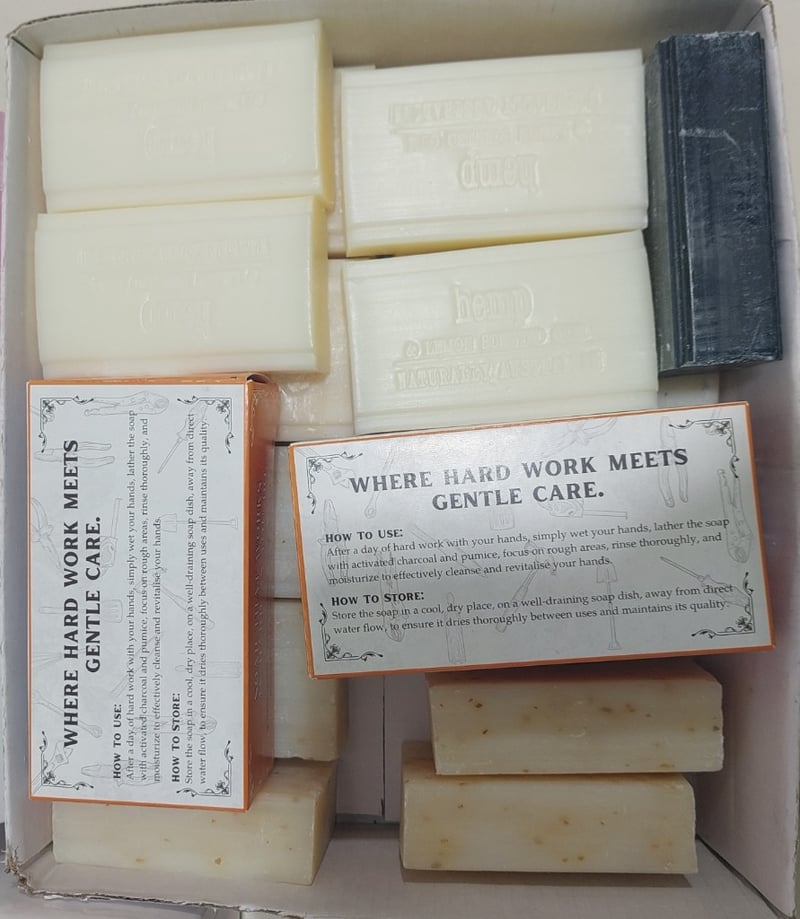 hemp
hemp
WHERE HARD WORK MEETS
GENTLE CARE.
HOW TO USE:
After a day of hard work with your hands, simply wet your hands, lather the soap
with activated charcoal and pumice, focus on rough areas, rinse thoroughly, and
moisturize to effectively cleanse and revitalise your hands.
HOW TO STORE:
Store the soap in a cool, dry place, on a well-draining soap dish, away from direct
water flow, to ensure it dries thoroughly between uses and maintains its quality.
WHERE HARD WORK MEETS
GENTLE CARE.
HOW TO USE:
After a day of hard work with your hands, simply wet your hands, lather the soap
with activated charcoal and pumice, focus on rough areas, rinse thoroughly, and
moisturize to effectively cleanse and revitalise your hands.
HOW TO STORE:
Store the soap in a cool, dry place, on a well-draining soap dish, away from direct
water flow, to ensure it dries thoroughly between uses and maintains its quality.